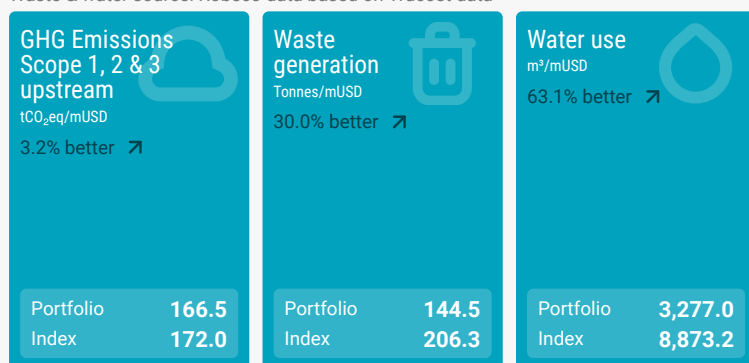 GHG Emissions
Scope 1, 2 & 3
upstream
tCO₂eq/mUSD
3.2% better
Portfolio 166.5
Index 172.0
Waste
generation
Tonnes/mUSD
30.0% better
Portfolio 144.5
Index 206.3
Water use
m³/mUSD
63.1% better
Portfolio 3,277.0
Index 8,873.2